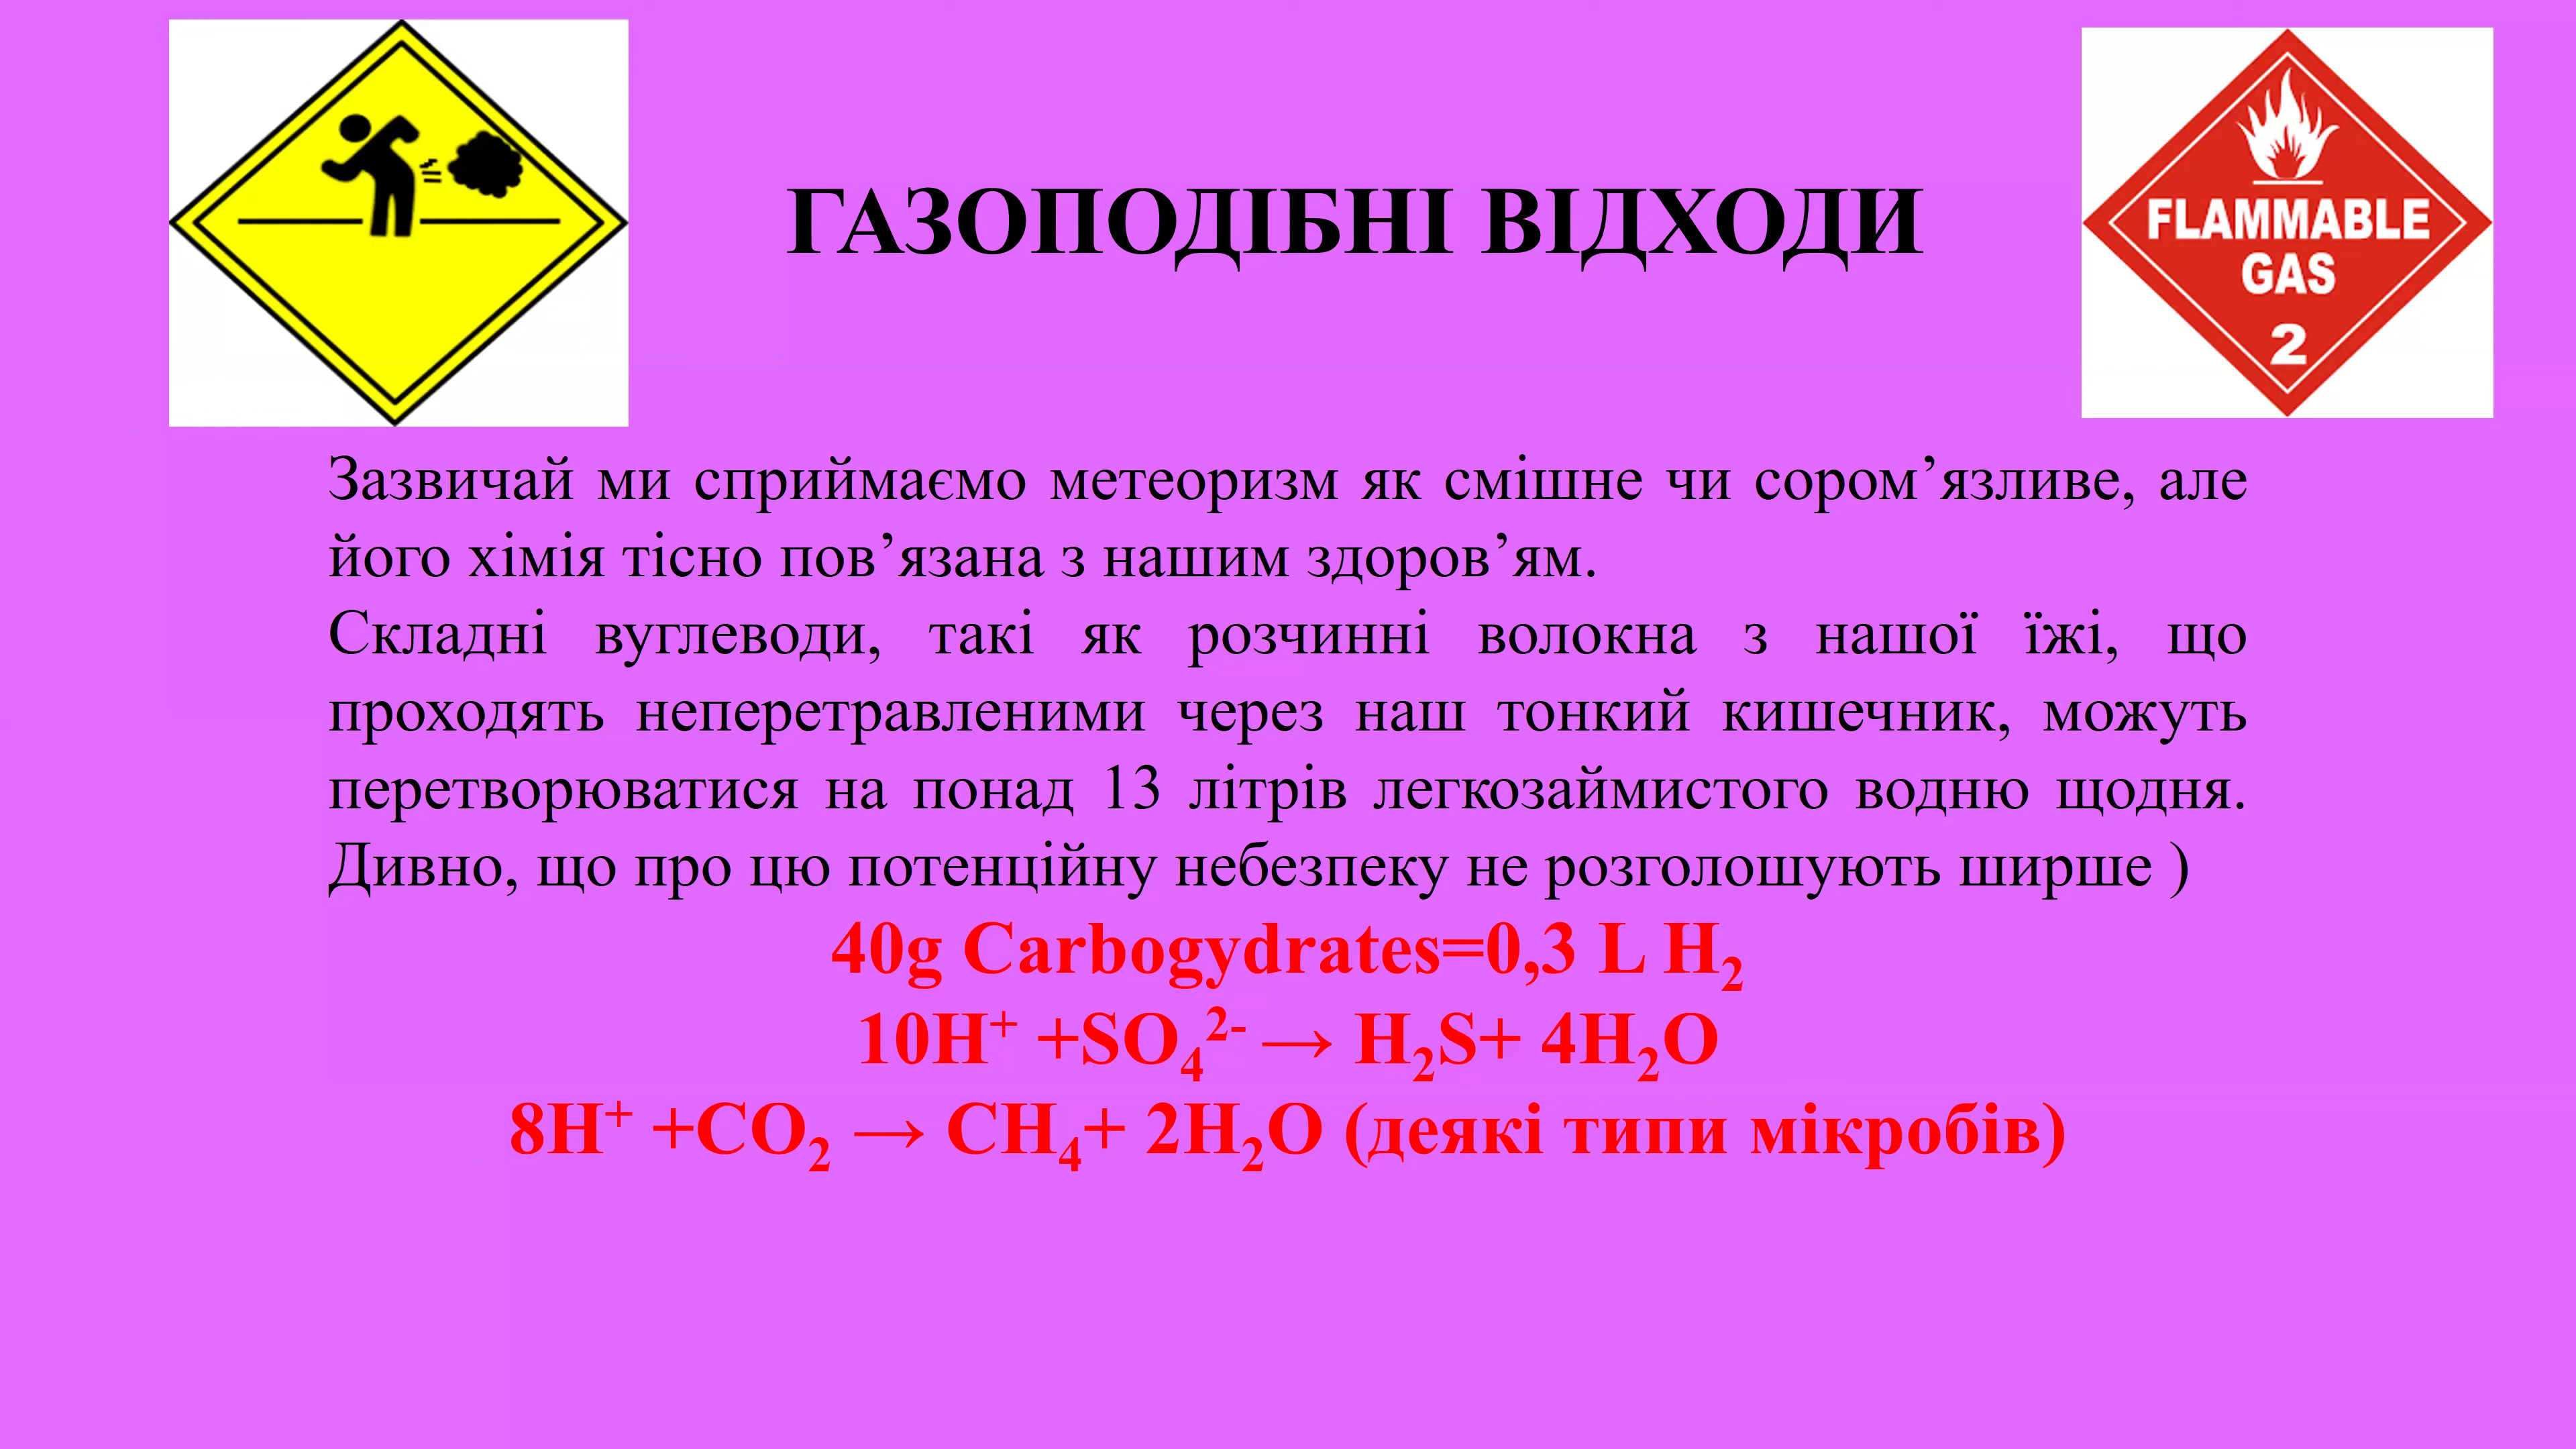 ГАЗОПОДІБНІ ВІДХОДИ
FLAMMABLE
GAS
2
Зазвичай ми сприймаємо метеоризм як смішне чи сором’язливе, але
його хімія тісно пов’язана з нашим здоров’ям.
Складні вуглеводи, такі як розчинні волокна з нашої їжі, що
проходять неперетравленими через наш тонкий кишечник, можуть
перетворюватися на понад 13 літрів легкозаймистого водню щодня.
Дивно, що про цю потенційну небезпеку не розголошують ширше )
40g Carbogydrates=0,3 L H₂
10H⁺ +SO₄²⁻ → H₂S+ 4H₂O
8H⁺ +CO₂ → CH₄+ 2H₂O (деякі типи мікробів)